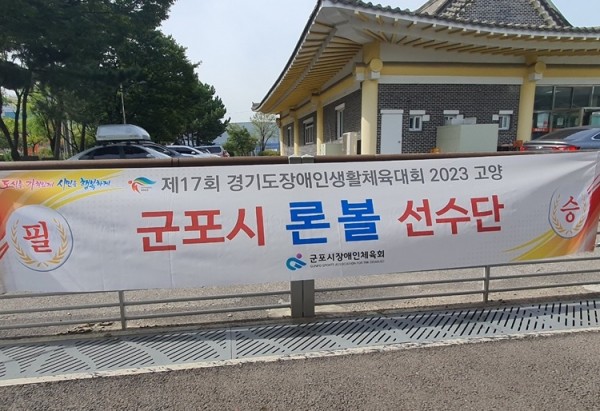 제17회 경기도장애인생활체육대회 2023 고양
필 군포시 론볼 선수단 승
군포시장애인체육회